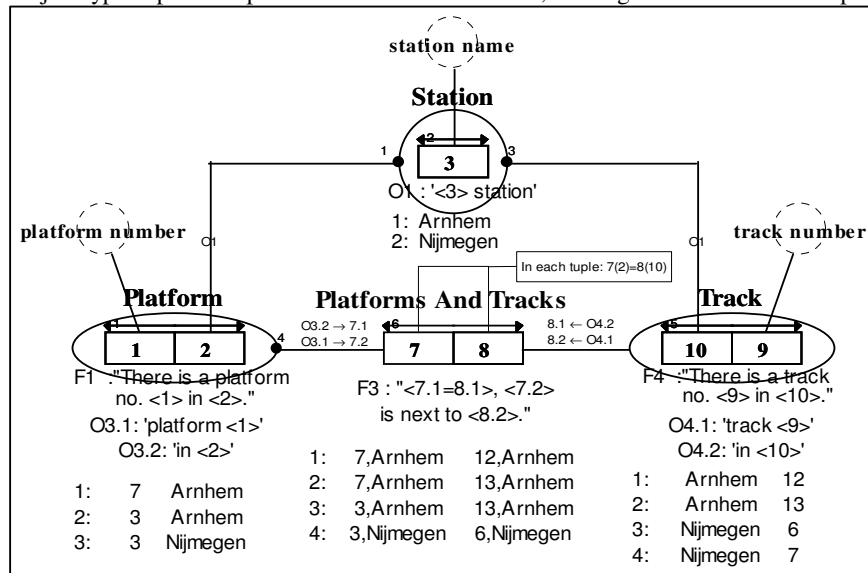 station name
Station
2
1
3
3
O1 : '<3> station'
1: Arnhem
2: Nijmegen
platform number
track number
O1
O1
In each tuple: 7(2)=8(10)
Platform
Platforms And Tracks
Track
1
4
O3.2 → 7.1
O3.1 → 7.2
6
8.1 ← O4.2
8.2 ← O4.1
5
1 2
7 8
10 9
F1 :"There is a platform
no. <1> in <2>."
O3.1: 'platform <1>'
O3.2: 'in <2>'
1: 7 Arnhem
2: 3 Arnhem
3: 3 Nijmegen
F3 : "<7.1=8.1>, <7.2>
is next to <8.2>."
1: 7,Arnhem 12,Arnhem
2: 7,Arnhem 13,Arnhem
3: 3,Arnhem 13,Arnhem
4: 3,Nijmegen 6,Nijmegen
F4 :"There is a track
no. <9> in <10>."
O4.1: 'track <9>'
O4.2: 'in <10>'
1: Arnhem 12
2: Arnhem 13
3: Nijmegen 6
4: Nijmegen 7